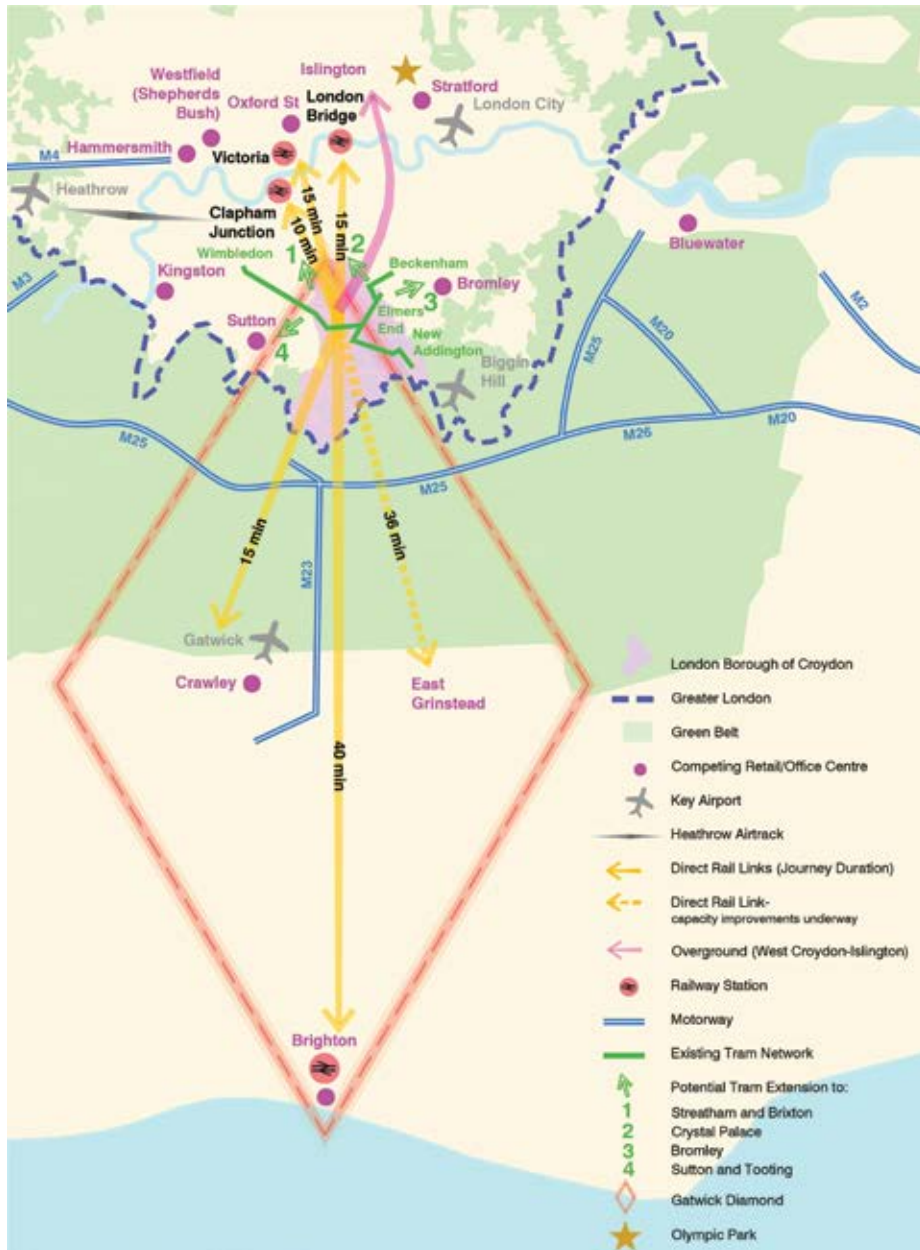 Islington
Westfield
(Shepherds
Bush)
Oxford St
London
Bridge
Stratford
London City
Hammersmith
Victoria
M4
Heathrow
Clapham
Junction
15 min
10 min
15 min
Wimbledon
1
2
Beckenham
Bluewater
Kingston
M3
3
Bromley
Elmers
End
M2
Sutton
4
New
Addington
Biggin
Hill
M25
M20
M20
M26
M25
M25
15 min
36 min
M23
Gatwick
Crawley
East
Grinstead
40 min
Brighton
London Borough of Croydon
Greater London
Green Belt
Competing Retail/Office Centre
Key Airport
Heathrow Airtrack
Direct Rail Links (Journey Duration)
Direct Rail Link-
capacity improvements underway
Overground (West Croydon-Islington)
Railway Station
Motorway
Existing Tram Network
Potential Tram Extension to:
1 Streatham and Brixton
2 Crystal Palace
3 Bromley
4 Sutton and Tooting
Gatwick Diamond
Olympic Park